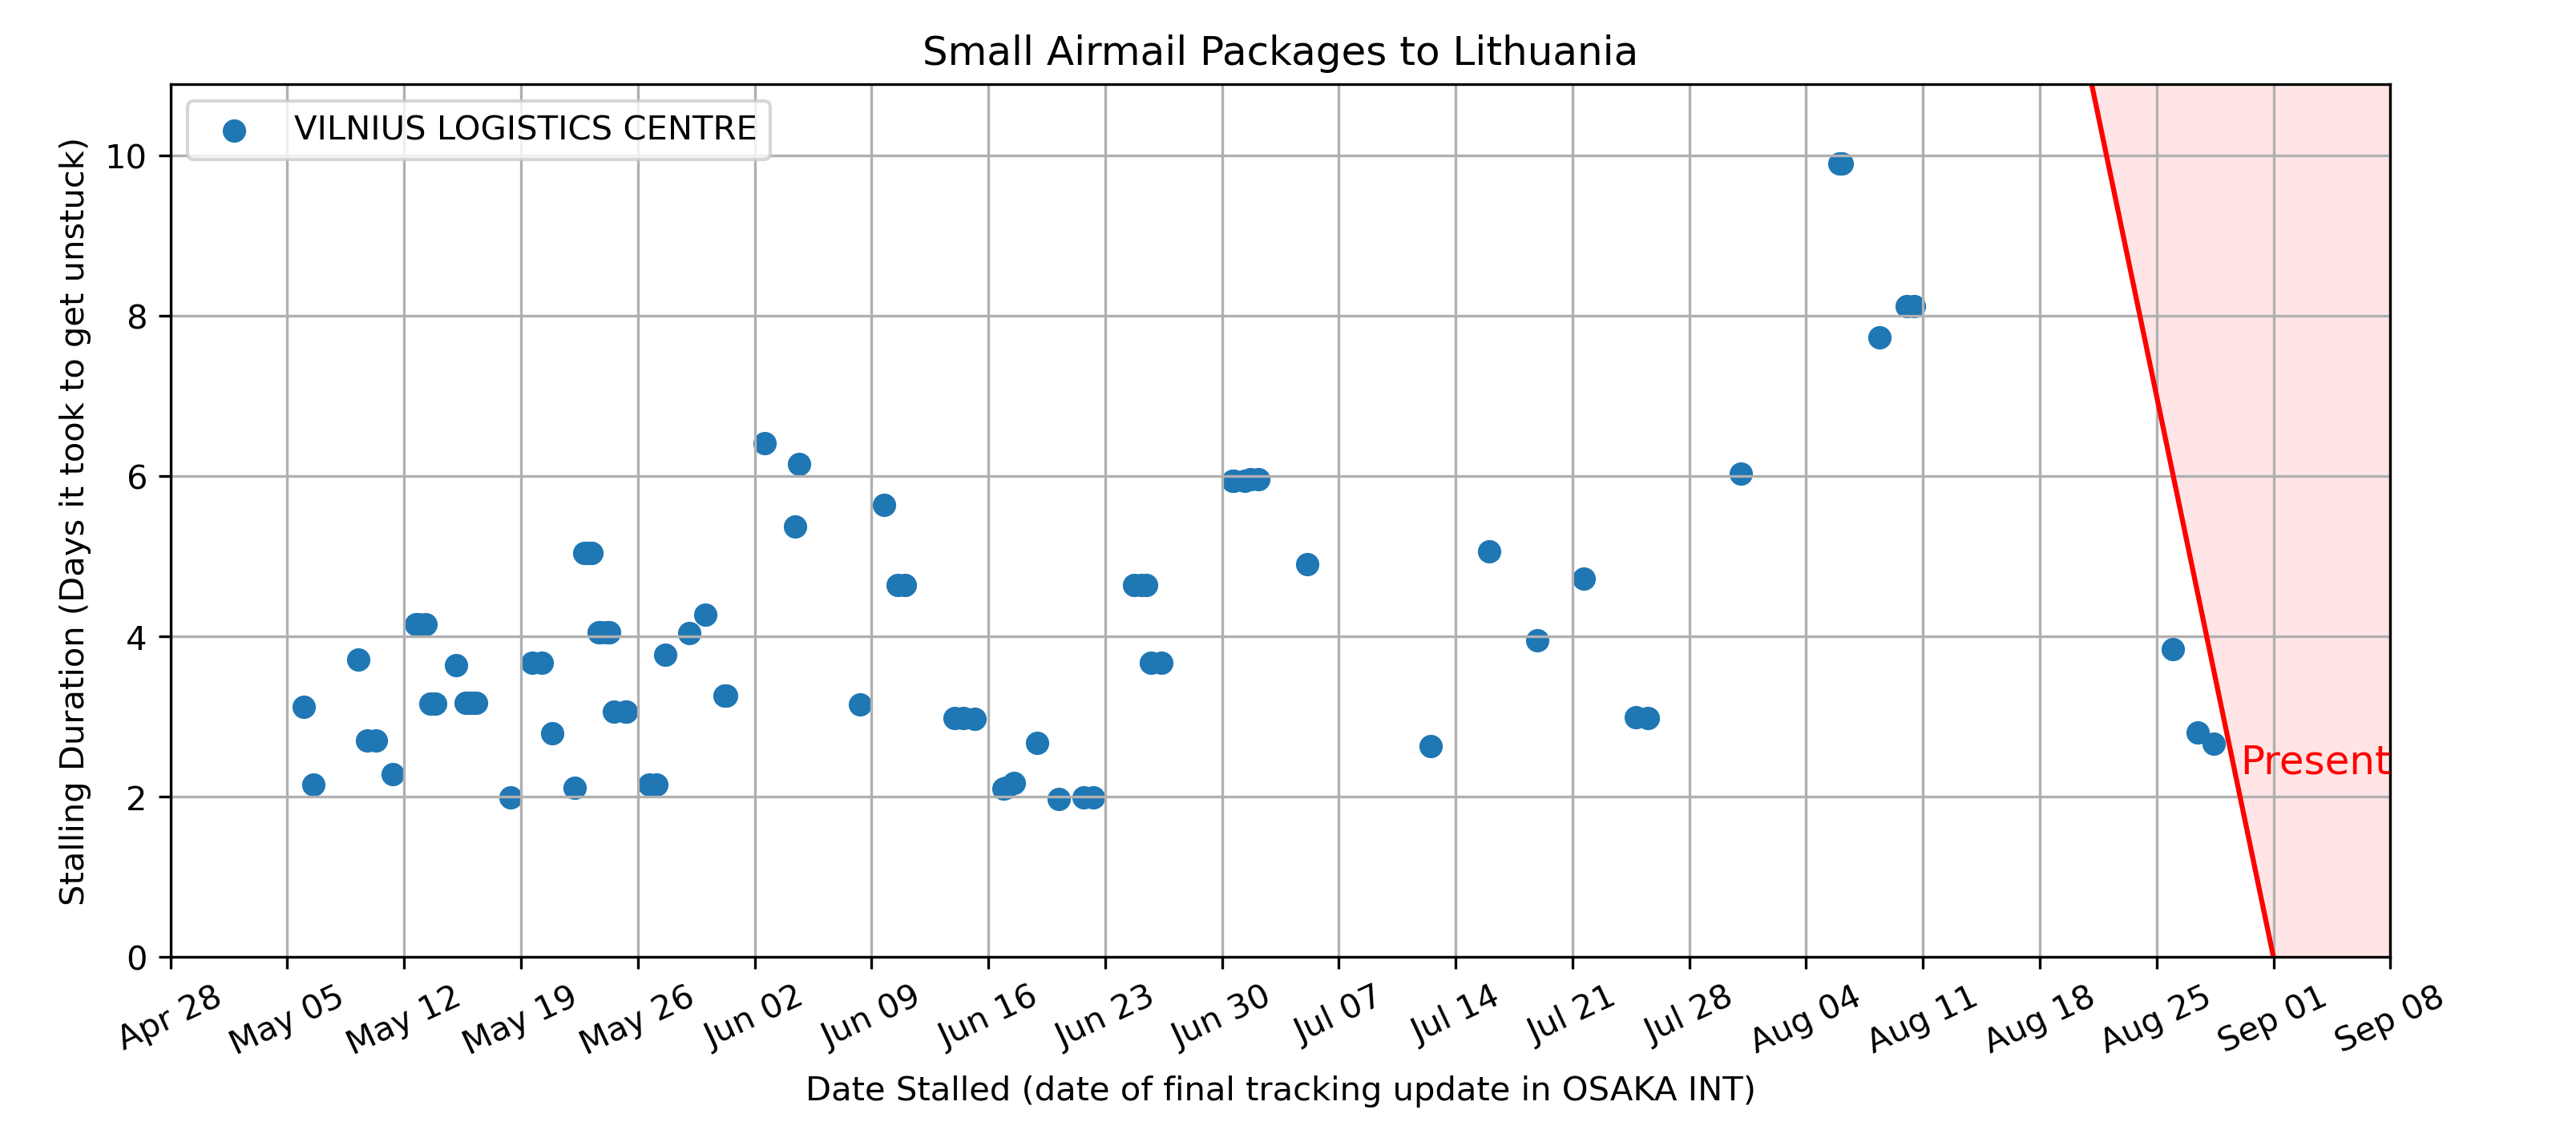 Small Airmail Packages to Lithuania
VILNIUS LOGISTICS CENTRE
Stalling Duration (Days it took to get unstuck)
10
8
6
4
2
0
Present
Apr 28
May 05
May 12
May 19
May 26
Jun 02
Jun 09
Jun 16
Jun 23
Jun 30
Jul 07
Jul 14
Jul 21
Jul 28
Aug 04
Aug 11
Aug 18
Aug 25
Sep 01
Sep 08
Date Stalled (date of final tracking update in OSAKA INT)